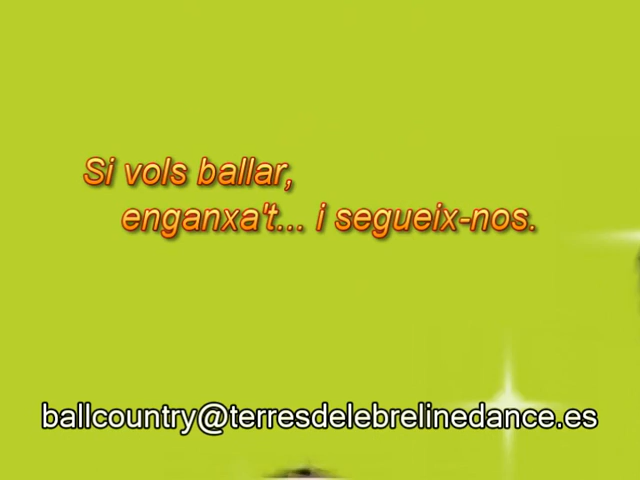 Si vols ballar,
enganxa't... i segueix-nos.
ballcountry@terresdelebrelinedance.es